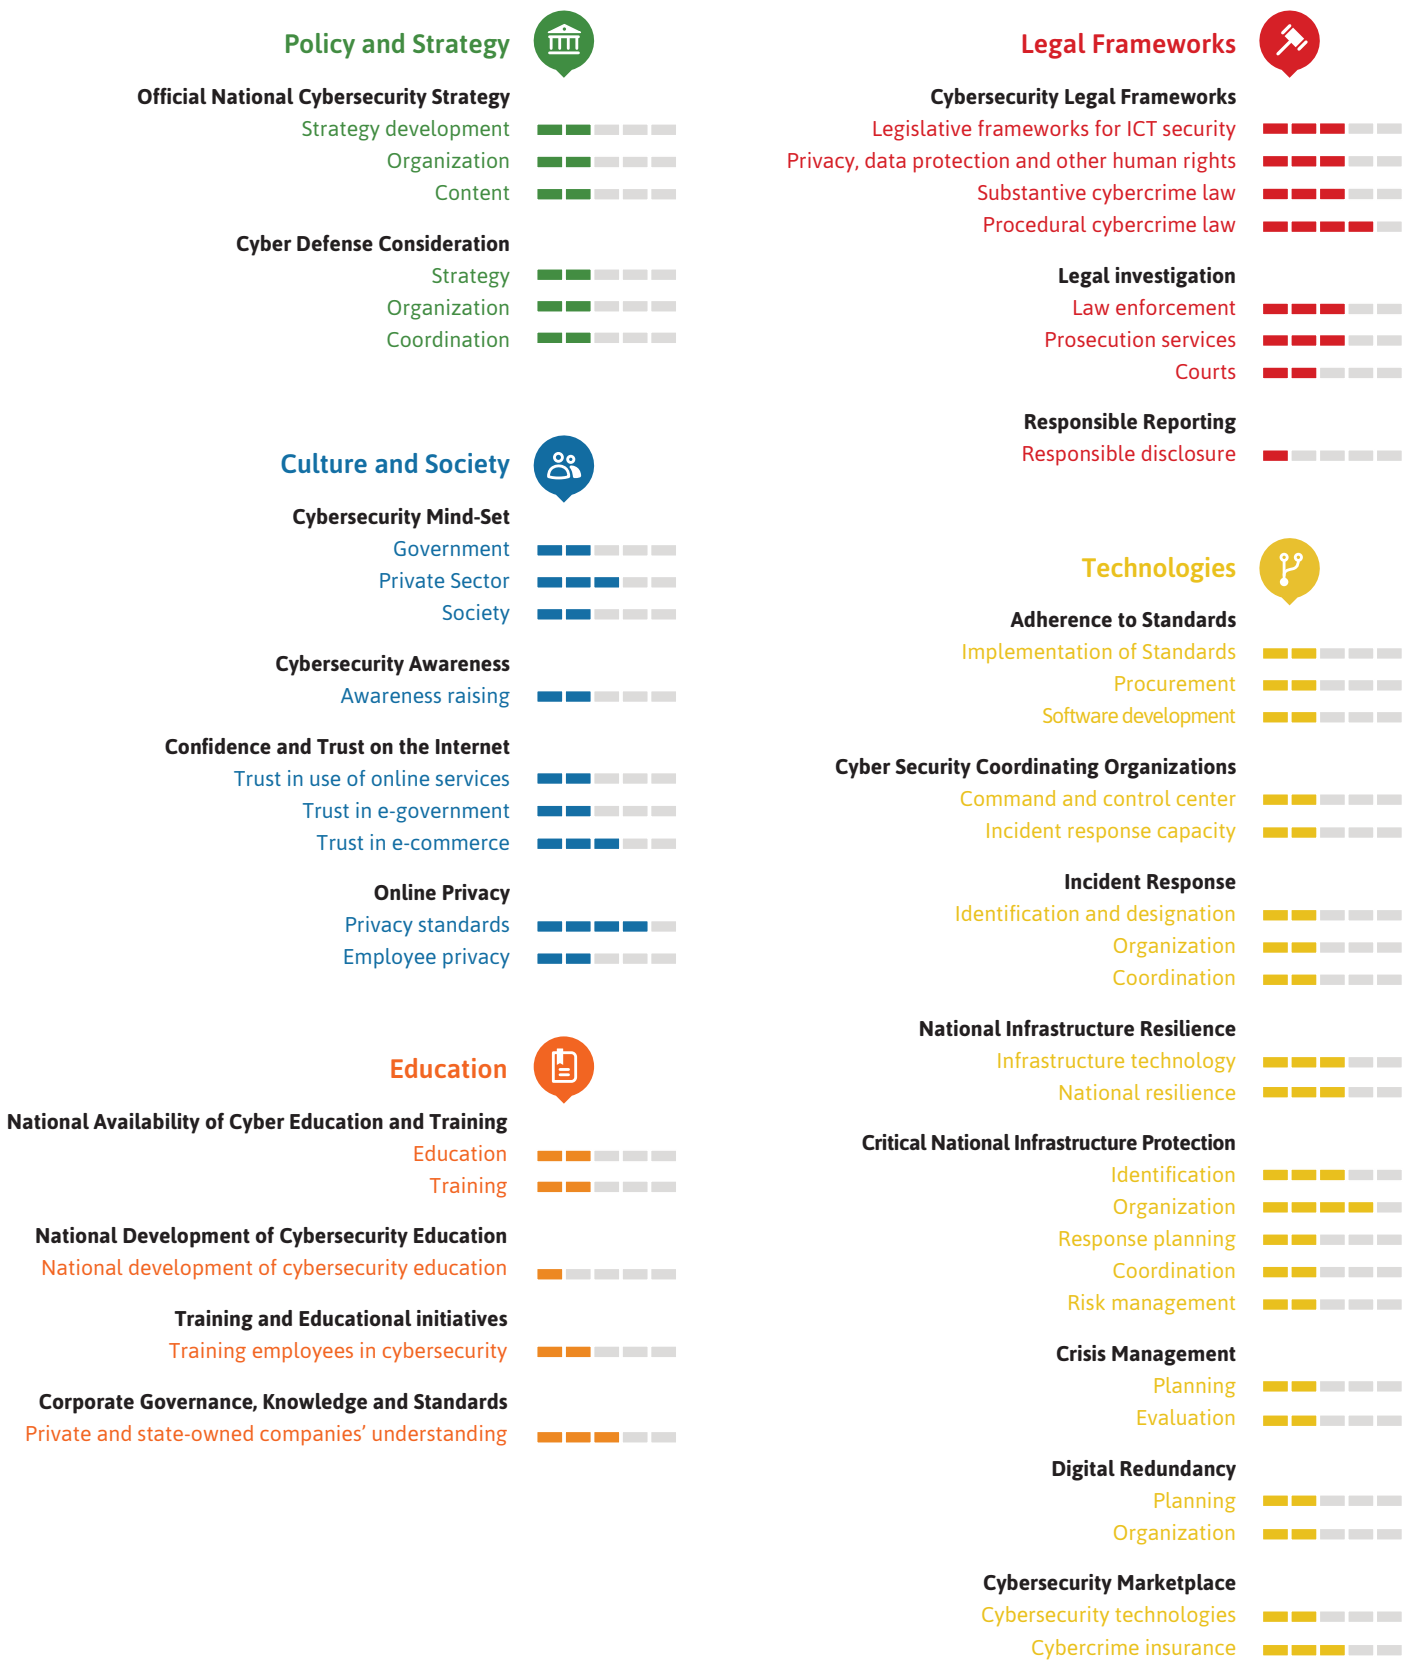 Policy and Strategy
Official National Cybersecurity Strategy
Strategy development
Organization
Content
Cyber Defense Consideration
Strategy
Organization
Coordination
Culture and Society
Cybersecurity Mind-Set
Government
Private Sector
Society
Cybersecurity Awareness
Awareness raising
Confidence and Trust on the Internet
Trust in use of online services
Trust in e-government
Trust in e-commerce
Online Privacy
Privacy standards
Employee privacy
Education
National Availability of Cyber Education and Training
Education
Training
National Development of Cybersecurity Education
National development of cybersecurity education
Training and Educational initiatives
Training employees in cybersecurity
Corporate Governance, Knowledge and Standards
Private and state-owned companies’ understanding
Legal Frameworks
Cybersecurity Legal Frameworks
Legislative frameworks for ICT security
Privacy, data protection and other human rights
Substantive cybercrime law
Procedural cybercrime law
Legal investigation
Law enforcement
Prosecution services
Courts
Responsible Reporting
Responsible disclosure
Technologies
Adherence to Standards
Implementation of Standards
Procurement
Software development
Cyber Security Coordinating Organizations
Command and control center
Incident response capacity
Incident Response
Identification and designation
Organization
Coordination
National Infrastructure Resilience
Infrastructure technology
National resilience
Critical National Infrastructure Protection
Identification
Organization
Response planning
Coordination
Risk management
Crisis Management
Planning
Evaluation
Digital Redundancy
Planning
Organization
Cybersecurity Marketplace
Cybersecurity technologies
Cybercrime insurance